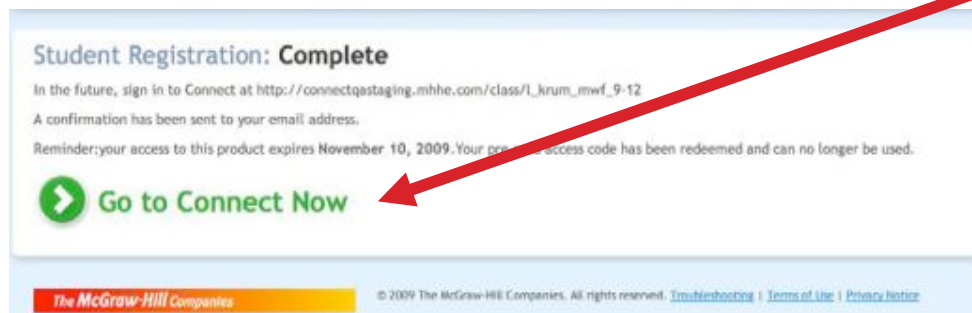 Student Registration: Complete
In the future, sign in to Connect at http://connectqastaging.mhhe.com/class/l_krum_mwf_9-12
A confirmation has been sent to your email address.
Reminder:your access to this product expires November 10, 2009.Your access code has been redeemed and can no longer be used.
Go to Connect Now
The McGraw-Hill Companies
© 2009 The McGraw-Hill Companies. All rights reserved. Troubleshooting | Terms of Use | Privacy Notice